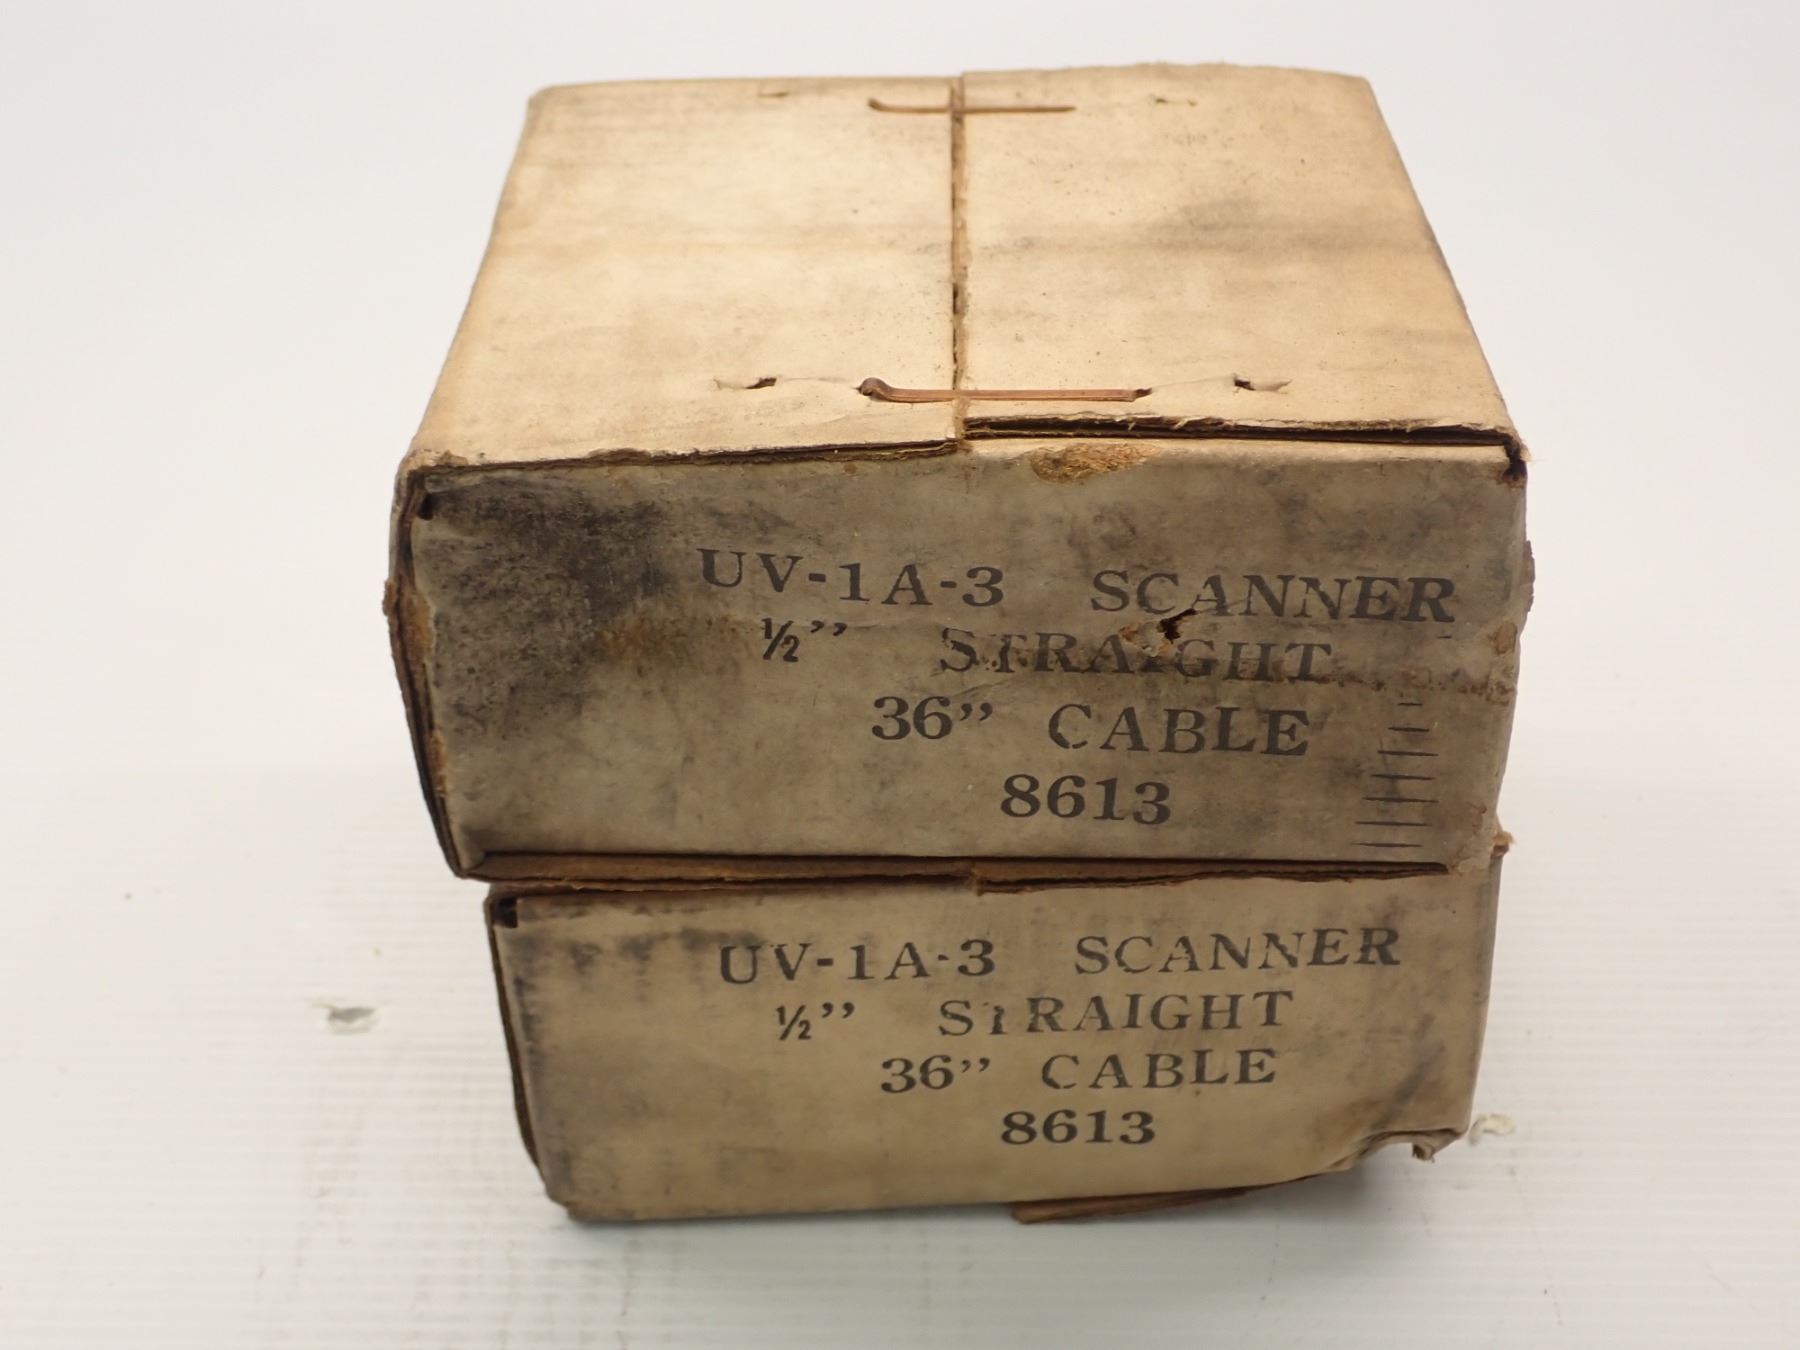 UV-1A-3 SCANNER
½” STRAIGHT
36” CABLE
8613
UV-1A-3 SCANNER
½” STRAIGHT
36” CABLE
8613